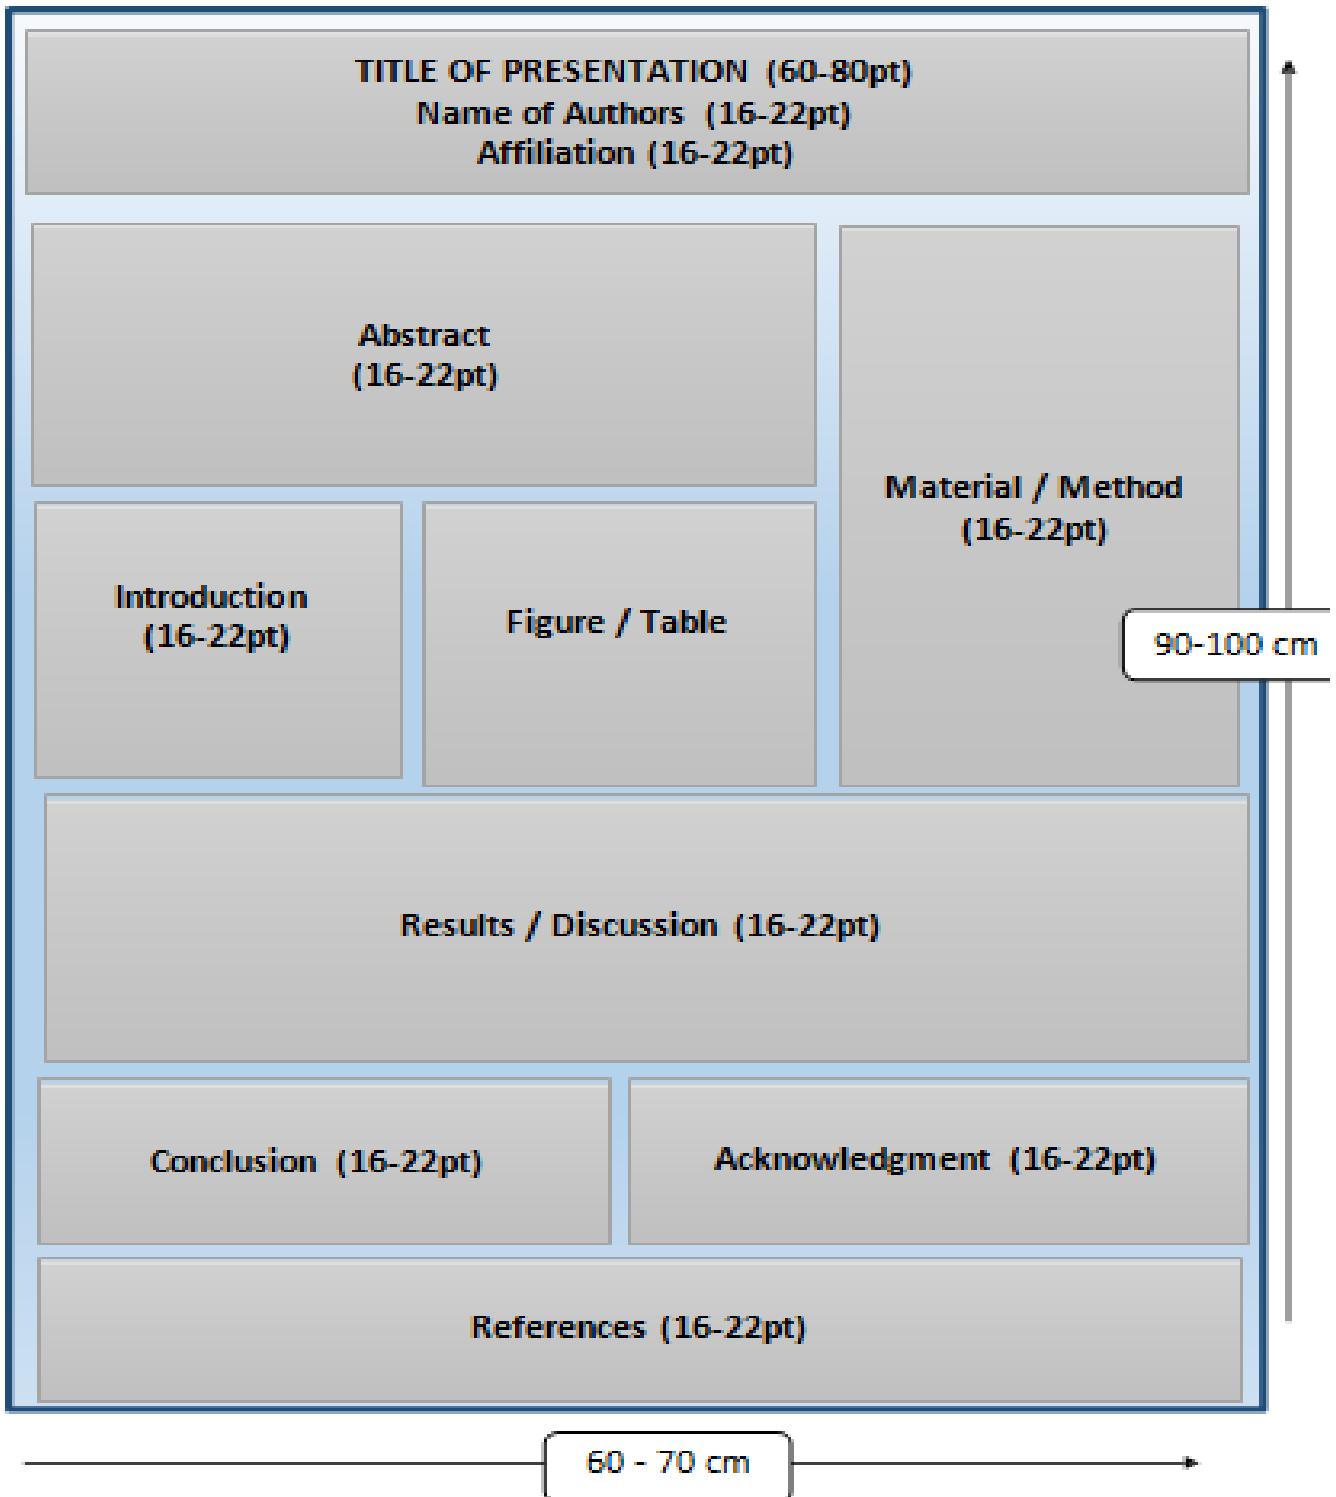 TITLE OF PRESENTATION (60-80pt)
Name of Authors (16-22pt)
Affiliation (16-22pt)
Abstract
(16-22pt)
Material / Method
(16-22pt)
Introduction
(16-22pt)
Figure / Table
90-100 cm
Results / Discussion (16-22pt)
Conclusion (16-22pt)
Acknowledgment (16-22pt)
References (16-22pt)
60 - 70 cm